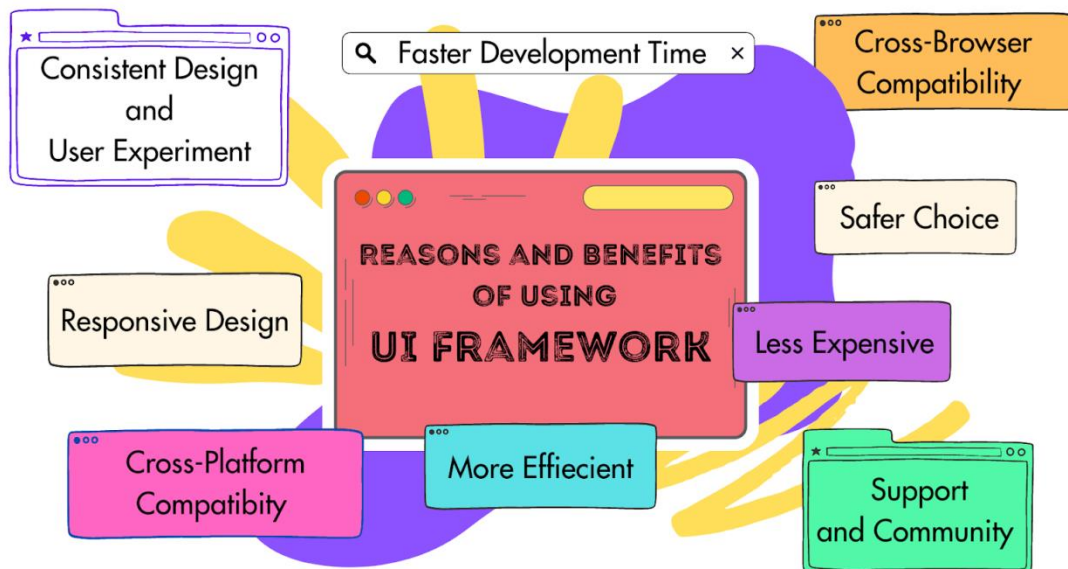 Consistent Design
and
User Experiment
Faster Development Time
Cross-Browser
Compatibility
Safer Choice
REASONS AND BENEFITS
OF USING
UI FRAMEWORK
Responsive Design
Less Expensive
Cross-Platform
Compatibity
More Effiecient
Support
and Community